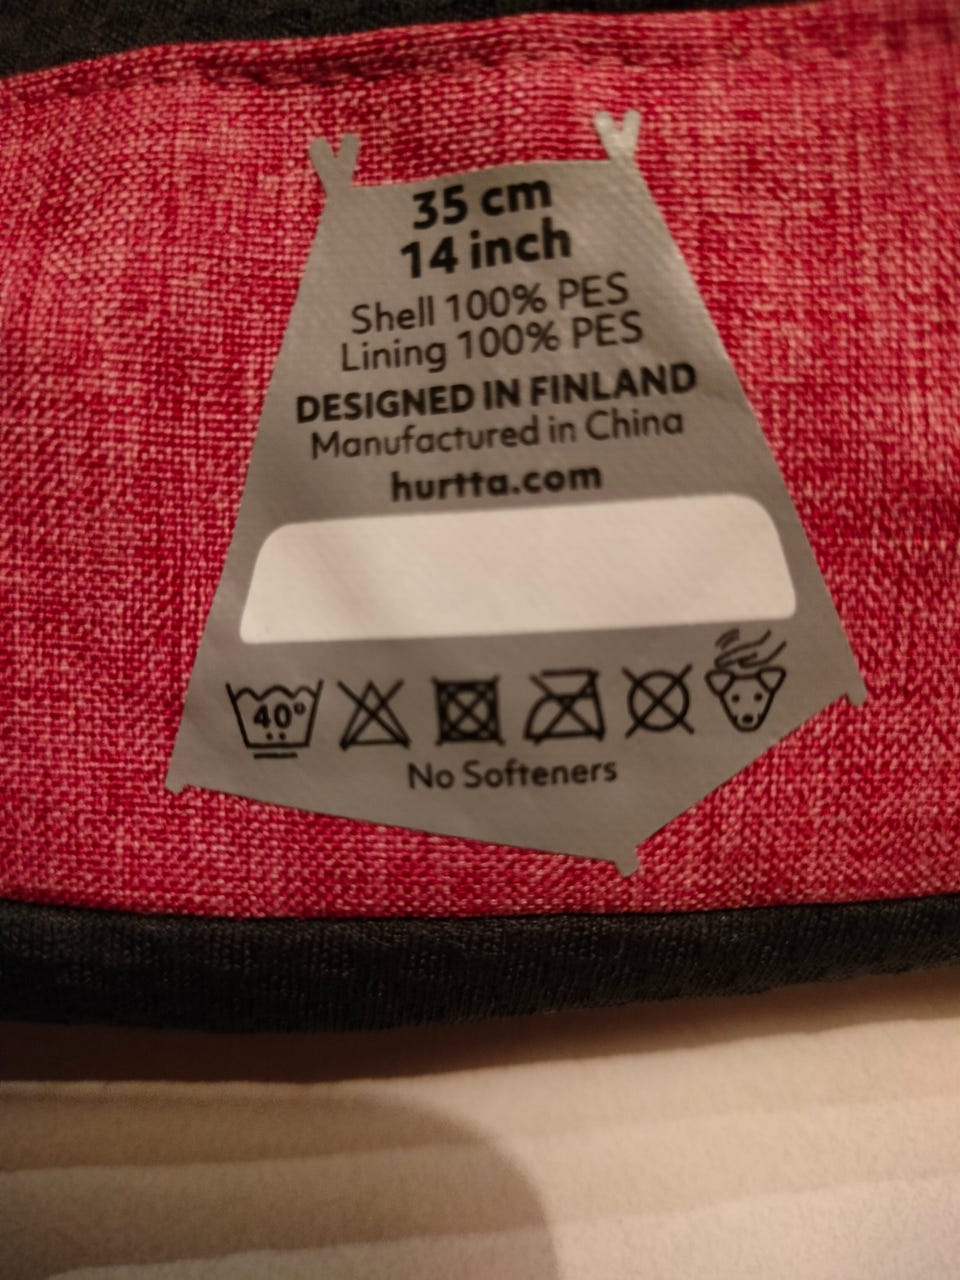 35 cm
14 inch
Shell 100% PES
Lining 100% PES
DESIGNED IN FINLAND
Manufactured in China
hurtta.com
40°
No Softeners